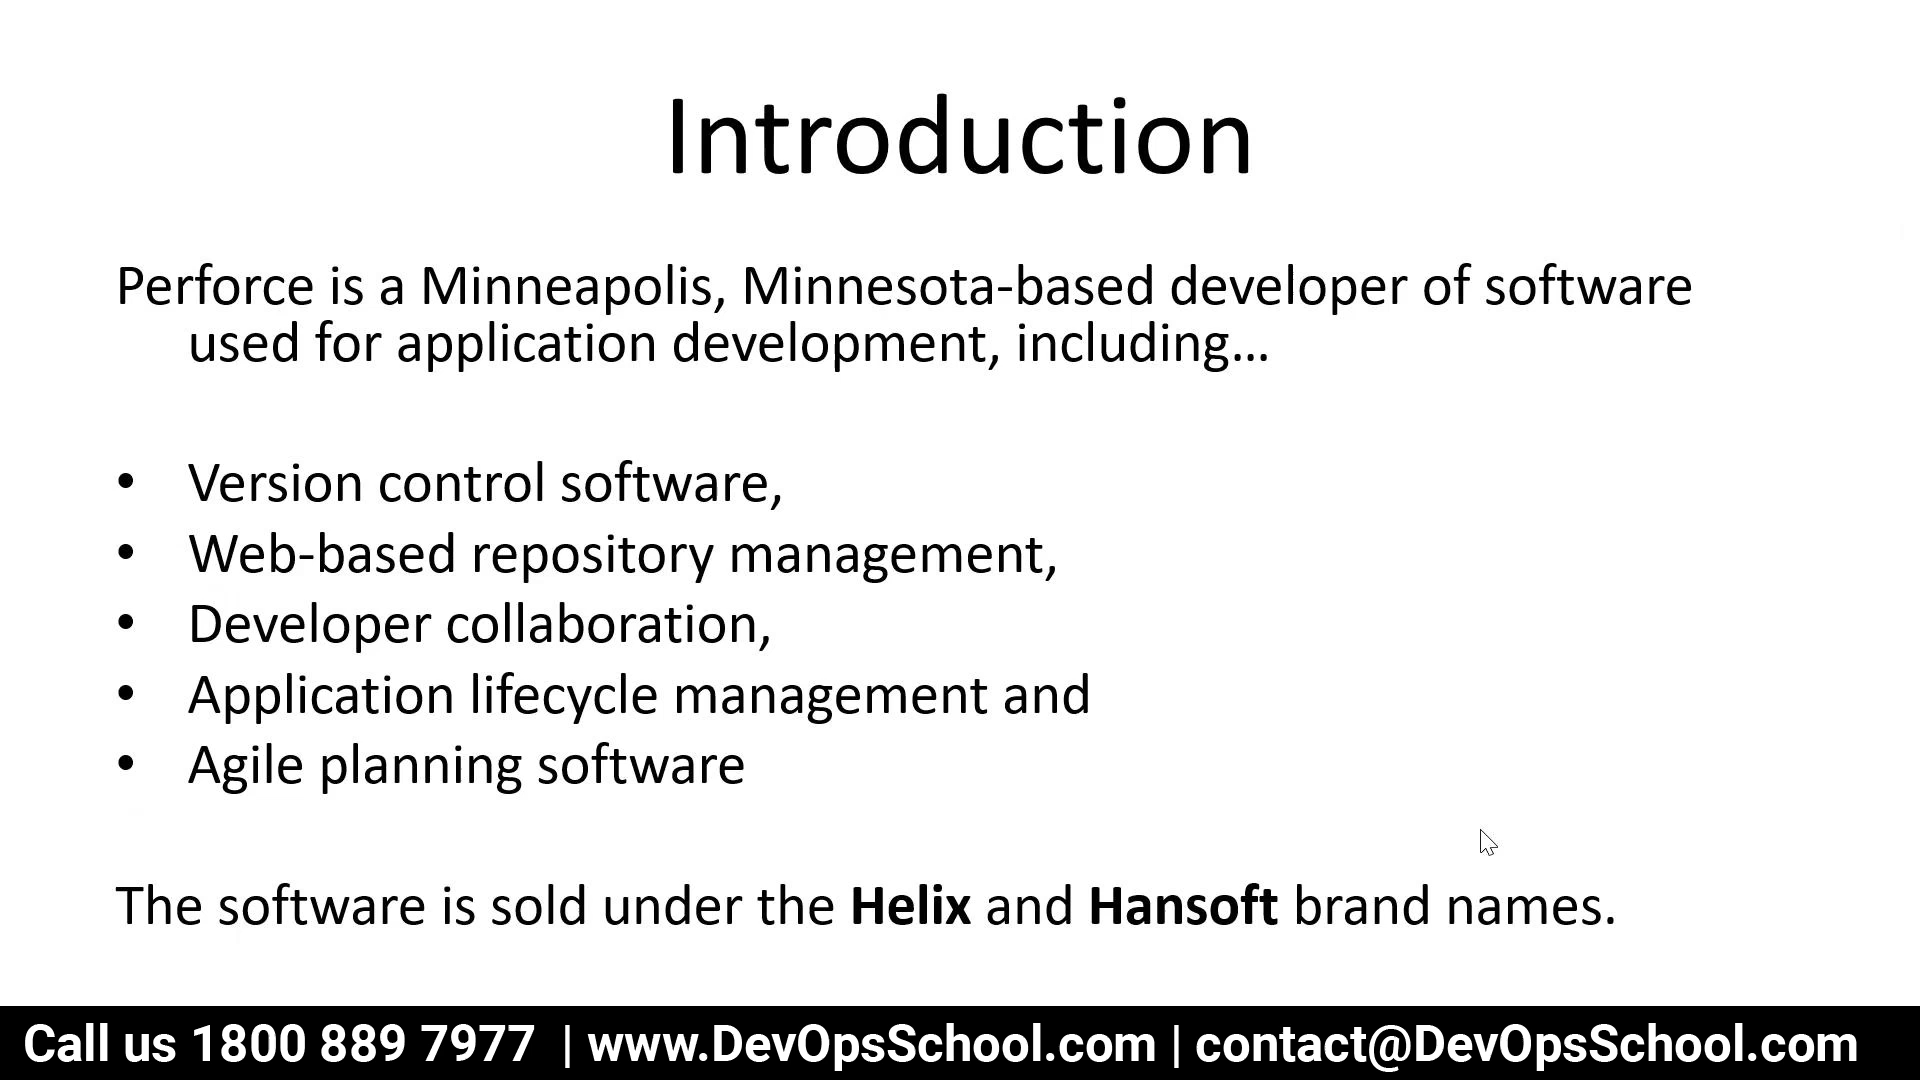 Introduction
Perforce is a Minneapolis, Minnesota-based developer of software
used for application development, including…
• Version control software,
• Web-based repository management,
• Developer collaboration,
• Application lifecycle management and
• Agile planning software
The software is sold under the Helix and Hansoft brand names.
Call us 1800 889 7977 | www.DevOpsSchool.com | contact@DevOpsSchool.com